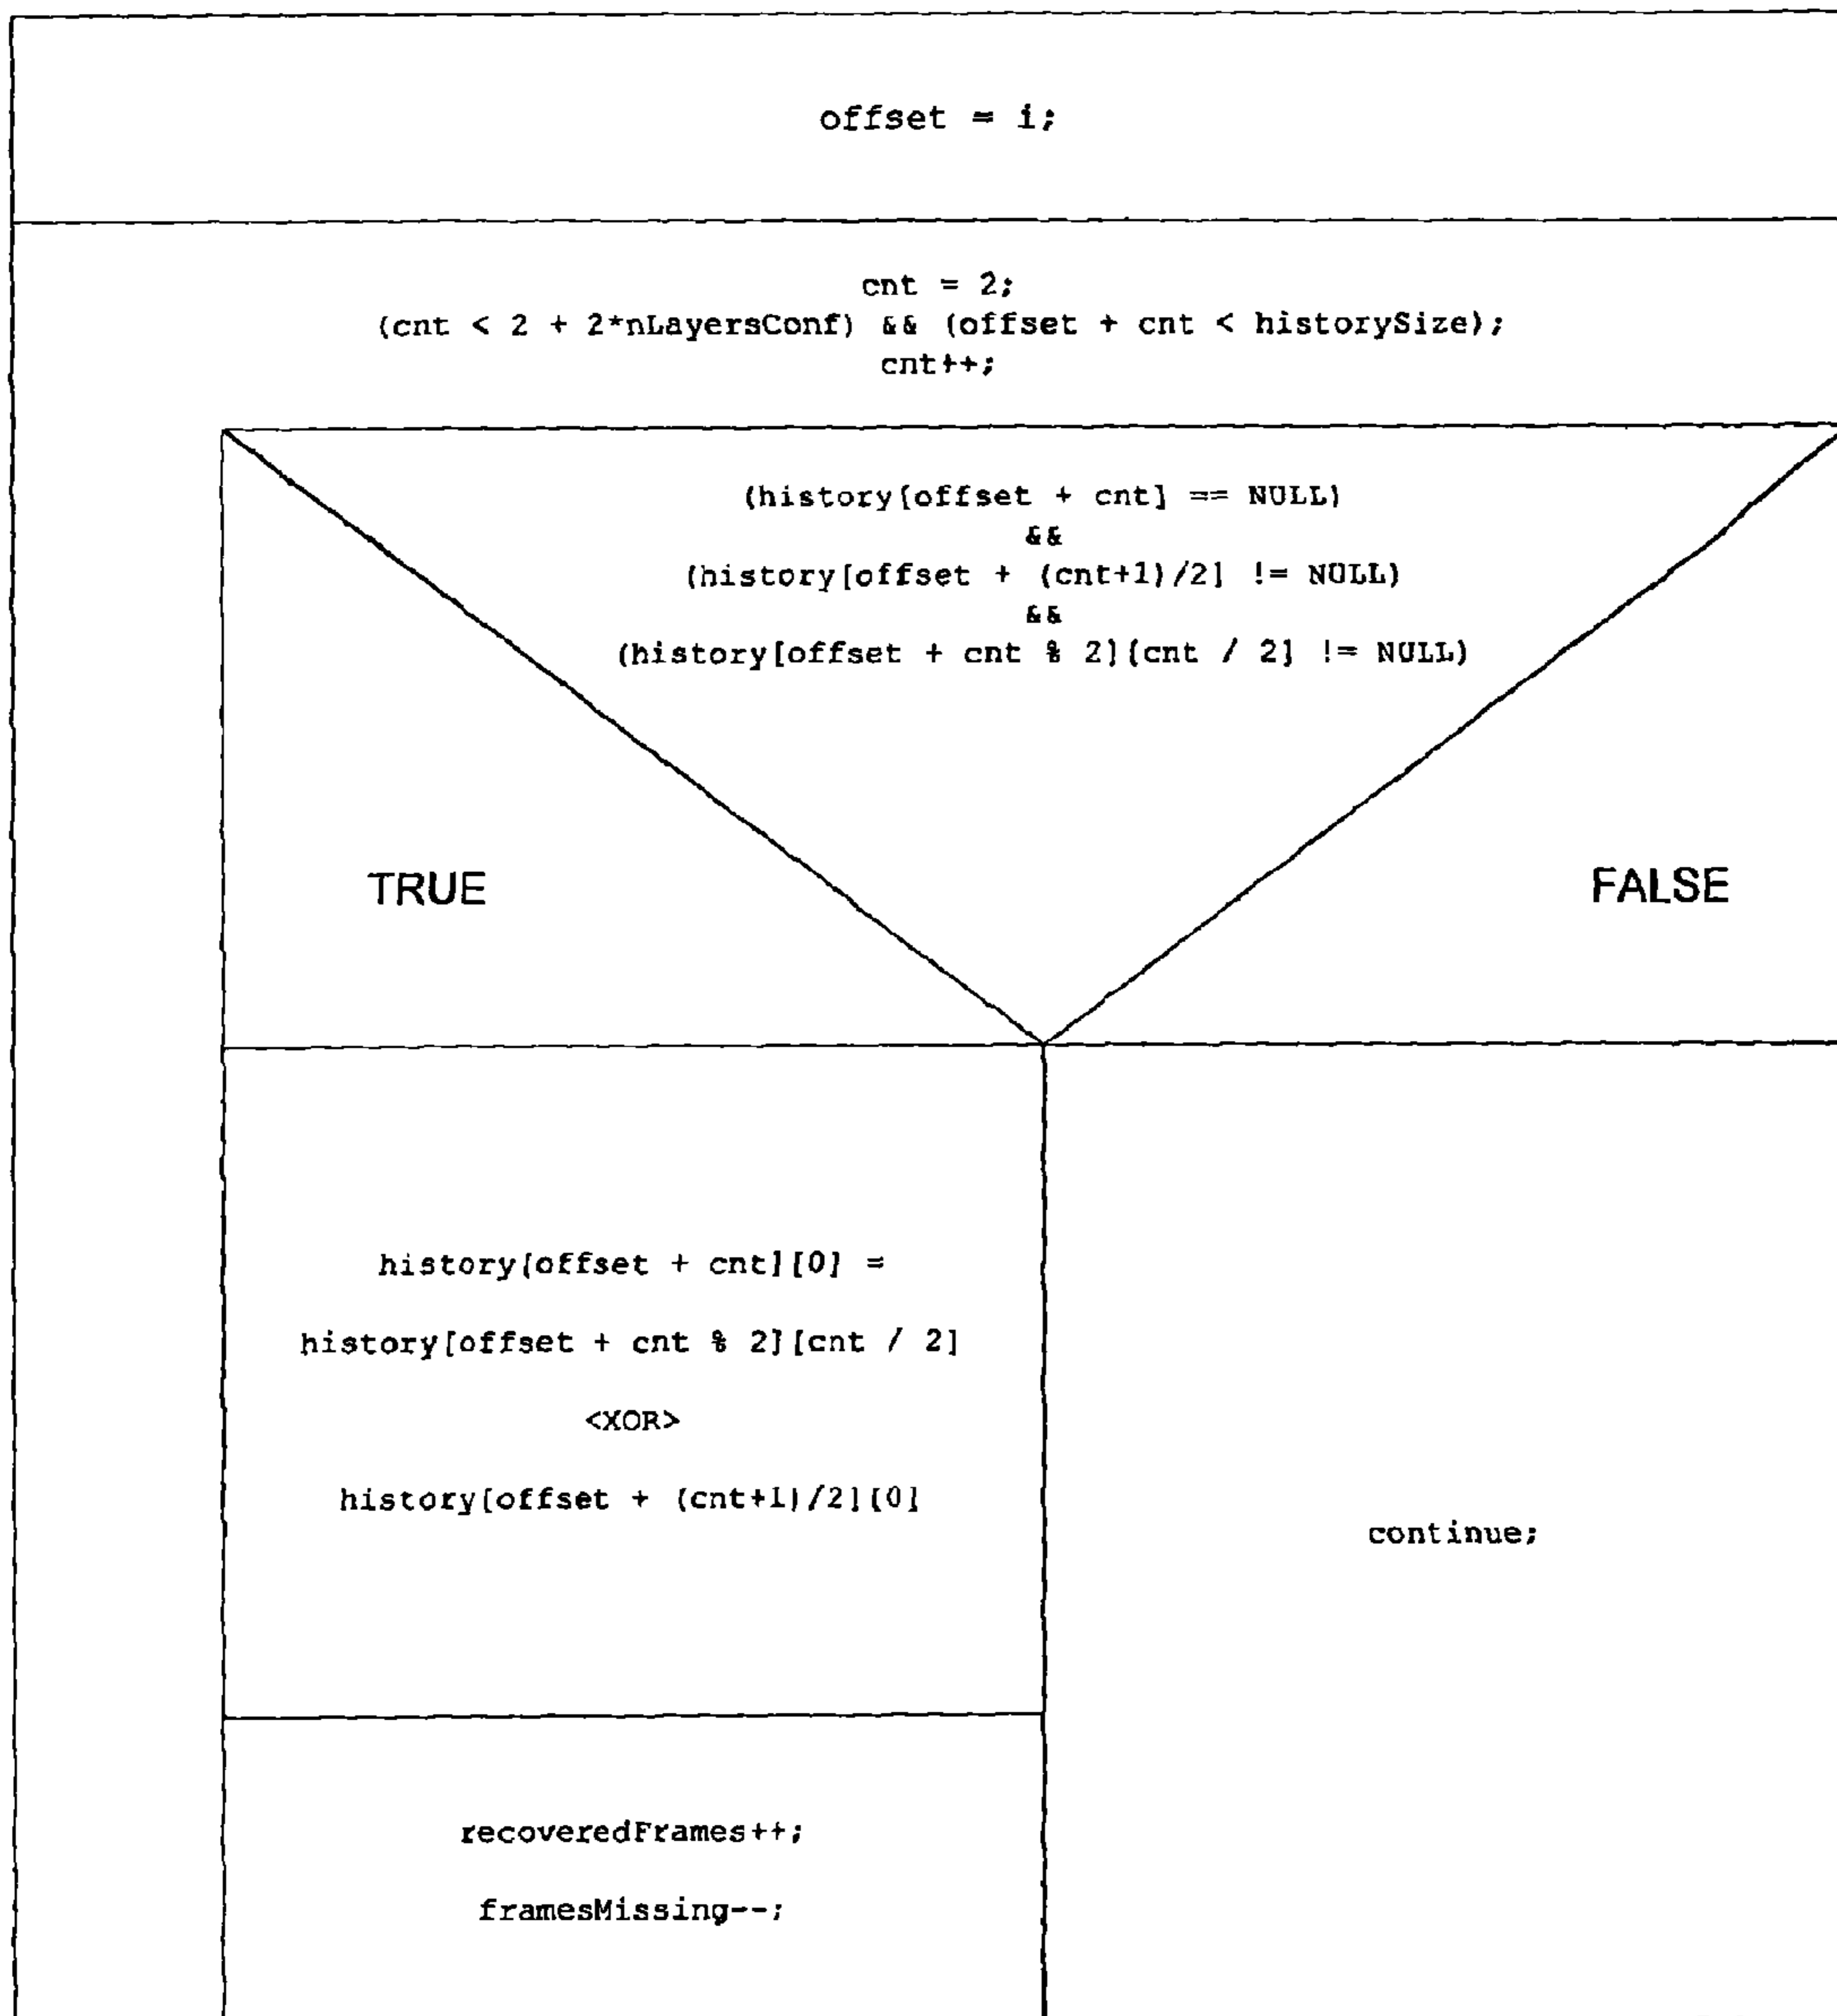 offset = i;
cnt = 2;
(cnt < 2 + 2*nLayersConf) && (offset + cnt < historySize);
cnt++;
(history[offset + cnt] == NULL)
&&
(history[offset + (cnt+1)/2] != NULL)
&&
(history[offset + cnt % 2][cnt / 2] != NULL)
TRUE
FALSE
history[offset + cnt][0] =
history[offset + cnt % 2][cnt / 2]
<XOR>
history[offset + (cnt+1)/2][0]
continue;
recoveredFrames++;
framesMissing--;